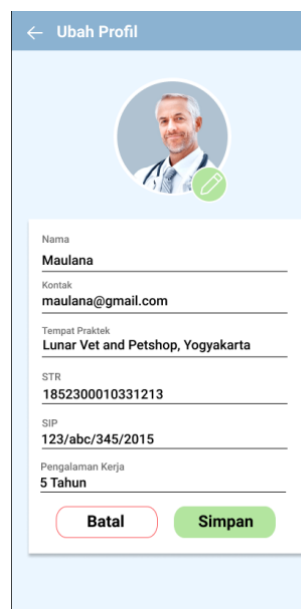 Ubah Profil
Nama
Maulana
Kontak
maulana@gmail.com
Tempat Praktek
Lunar Vet and Petshop, Yogyakarta
STR
1852300010331213
SIP
123/abc/345/2015
Pengalaman Kerja
5 Tahun
Batal Simpan